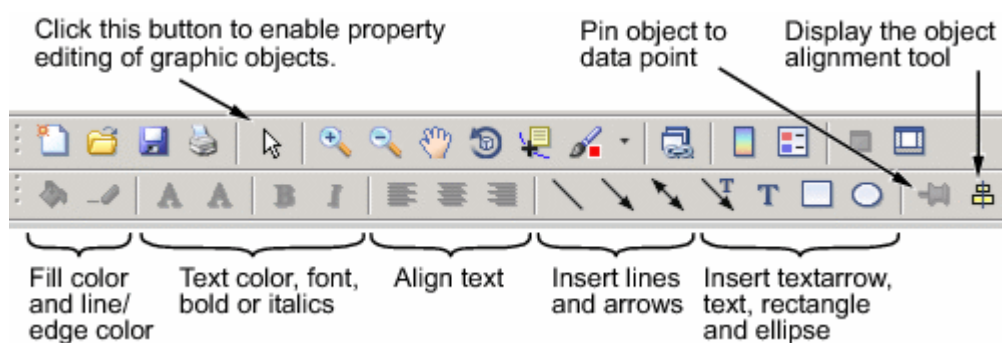 Click this button to enable property
editing of graphic objects.
Pin object to
data point
Display the object
alignment tool
A A B I T T
Fill color
and line/
edge color
Text color, font,
bold or italics
Align text
Insert lines
and arrows
Insert textarrow,
text, rectangle
and ellipse